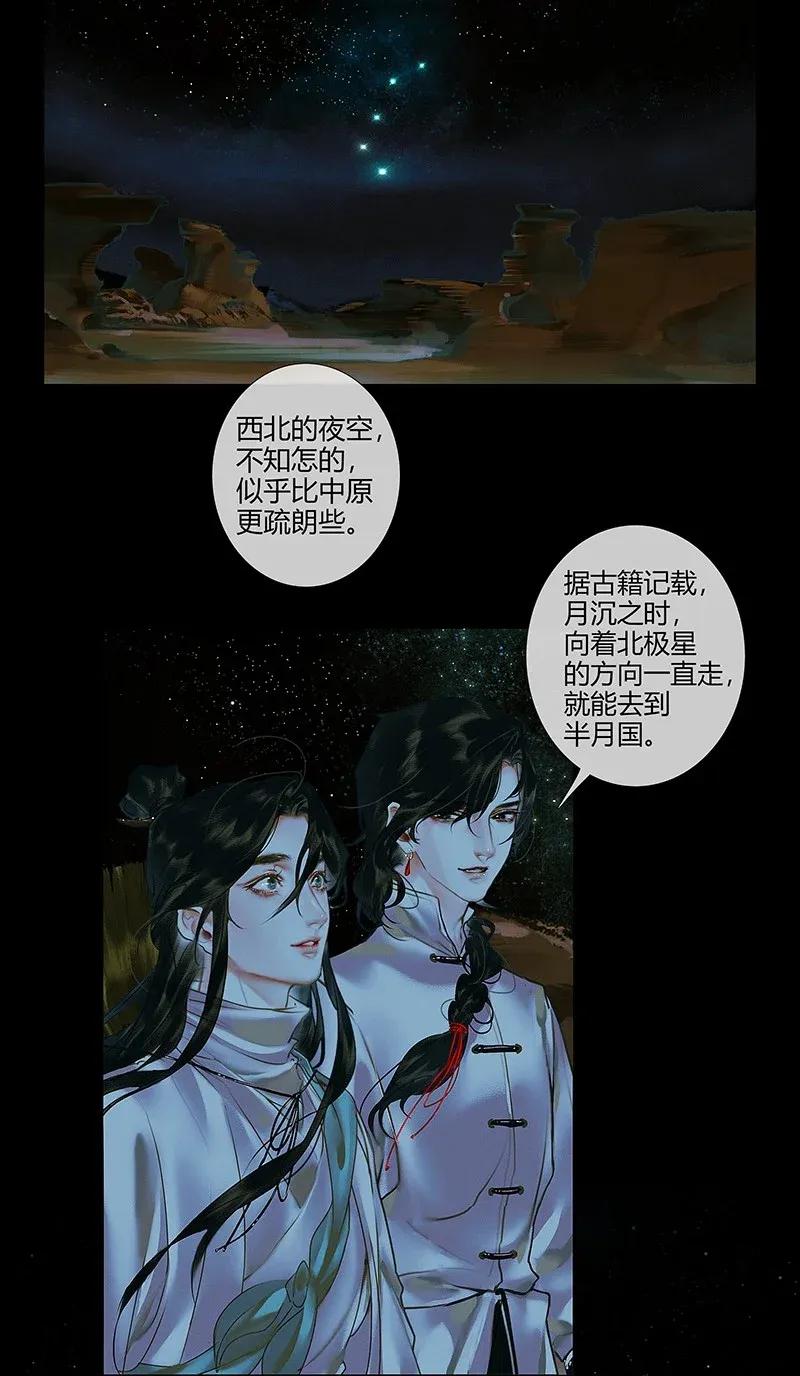 西北的夜空，
不知怎的，
似乎比中原
更疏朗些。
据古籍记载，
月沉之时，
向着北极星
的方向一直走，
就能去到
半月国。